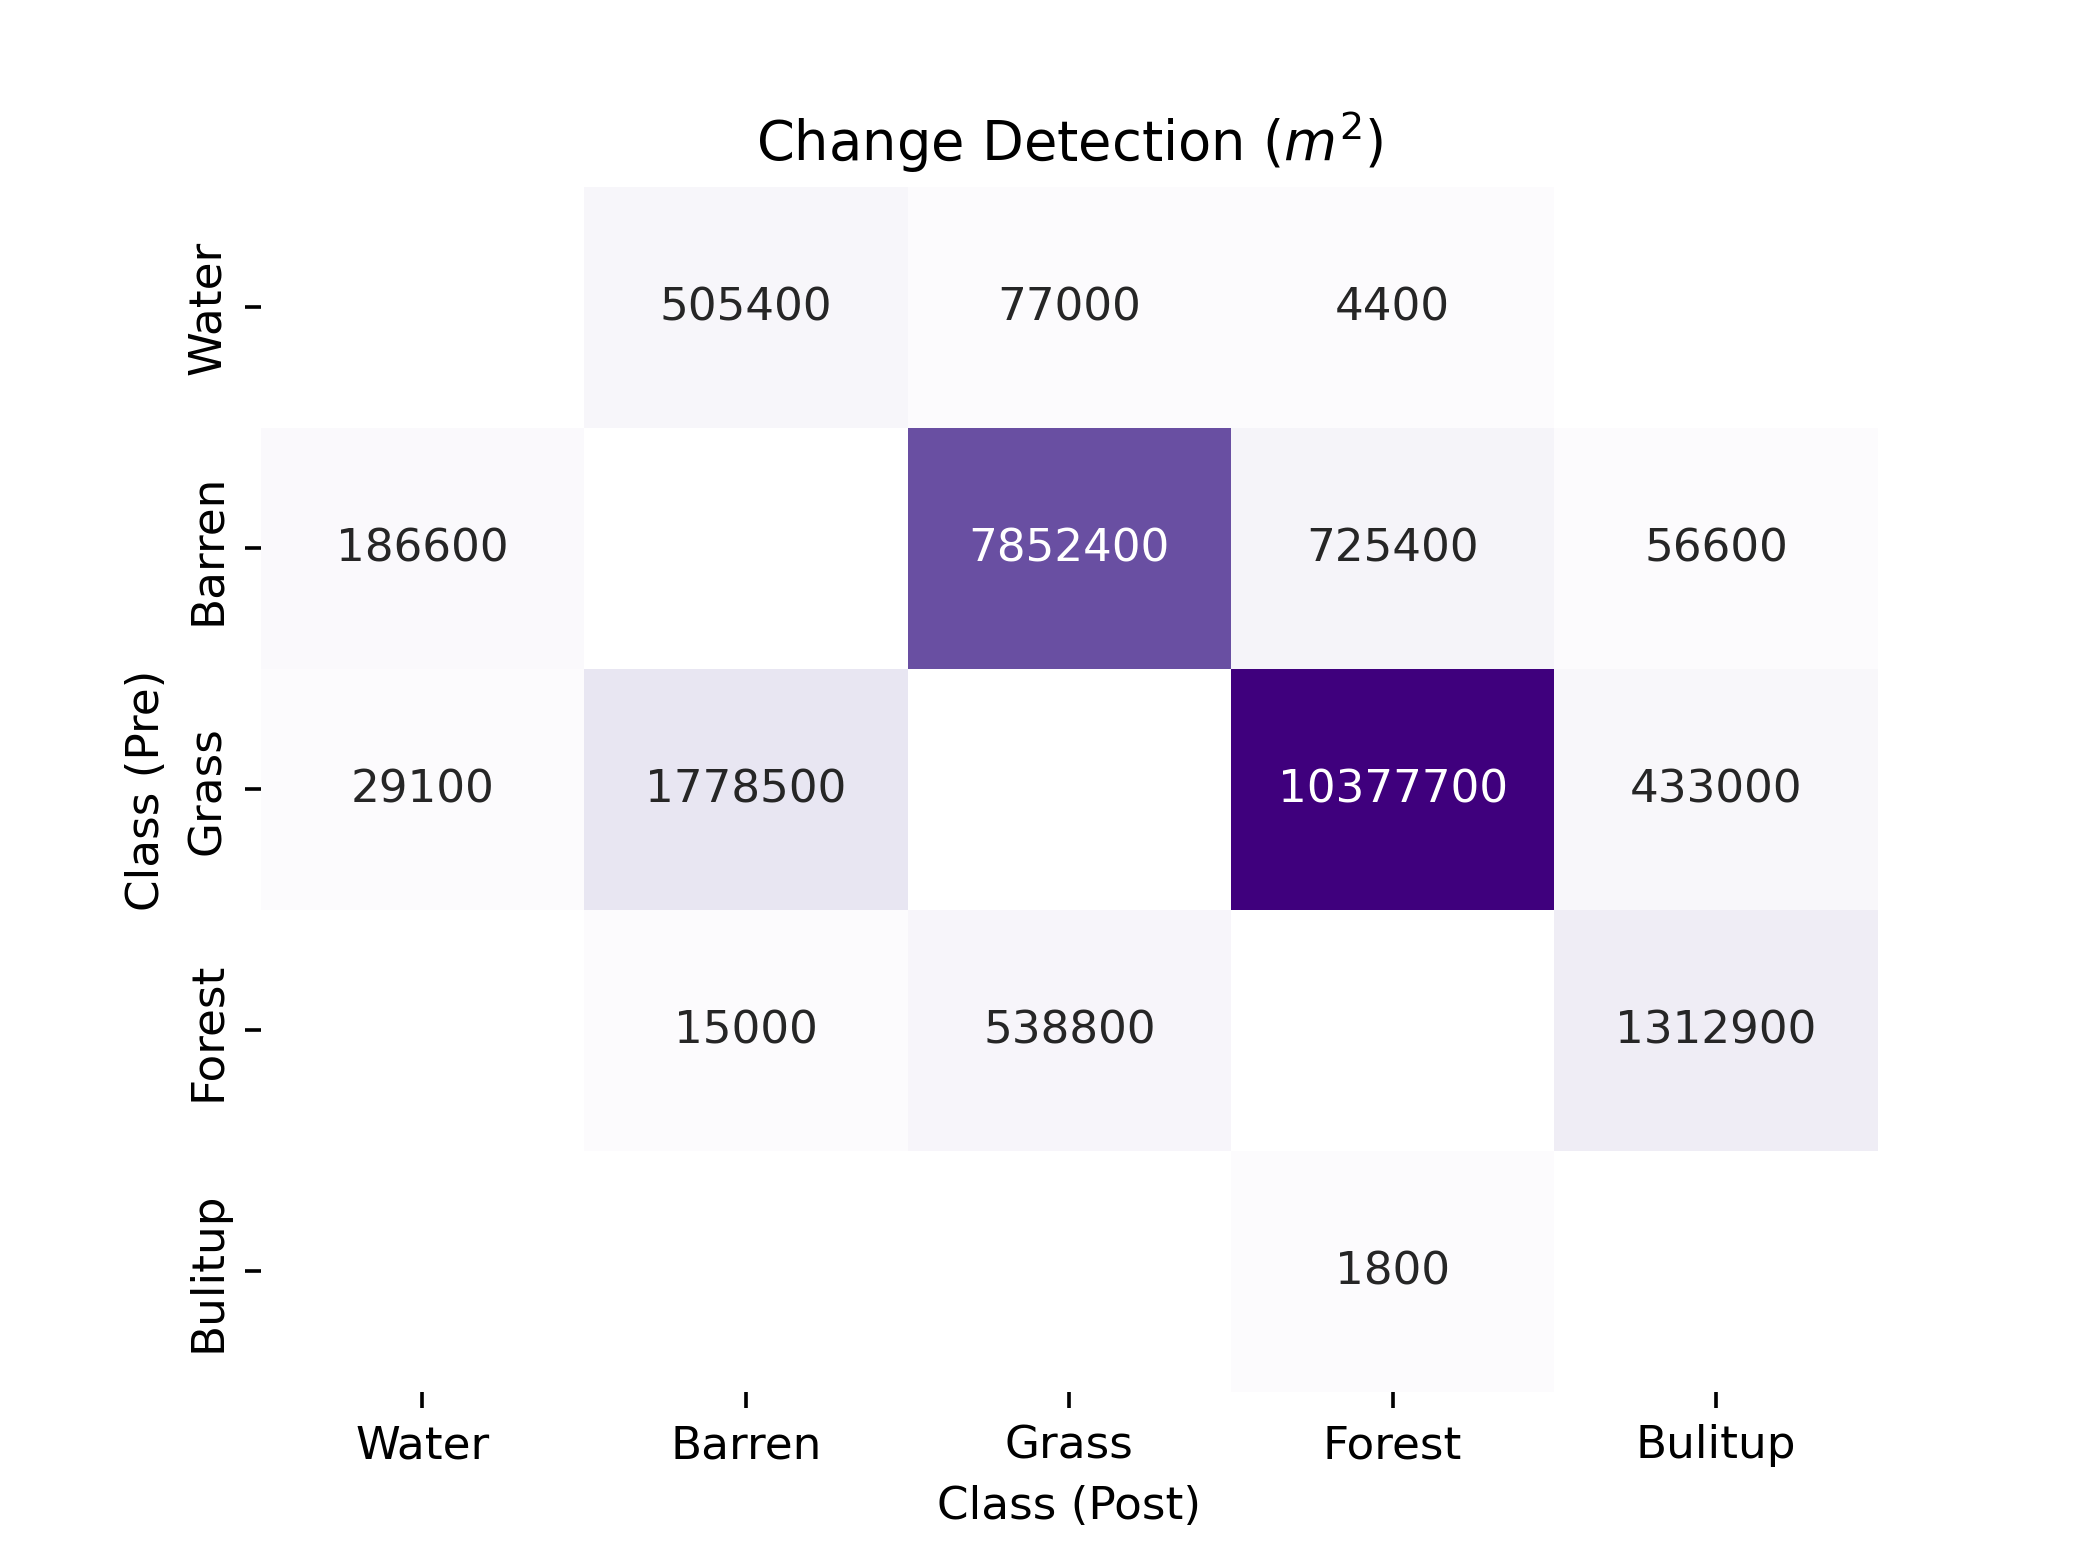 Change Detection (m²)
Water
505400 77000 4400
Barren
186600 7852400 725400 56600
Class (Pre)
Grass
29100 1778500 10377700 433000
Forest
15000 538800 1312900
Bulitup
1800
Water Barren Grass Forest Bulitup
Class (Post)